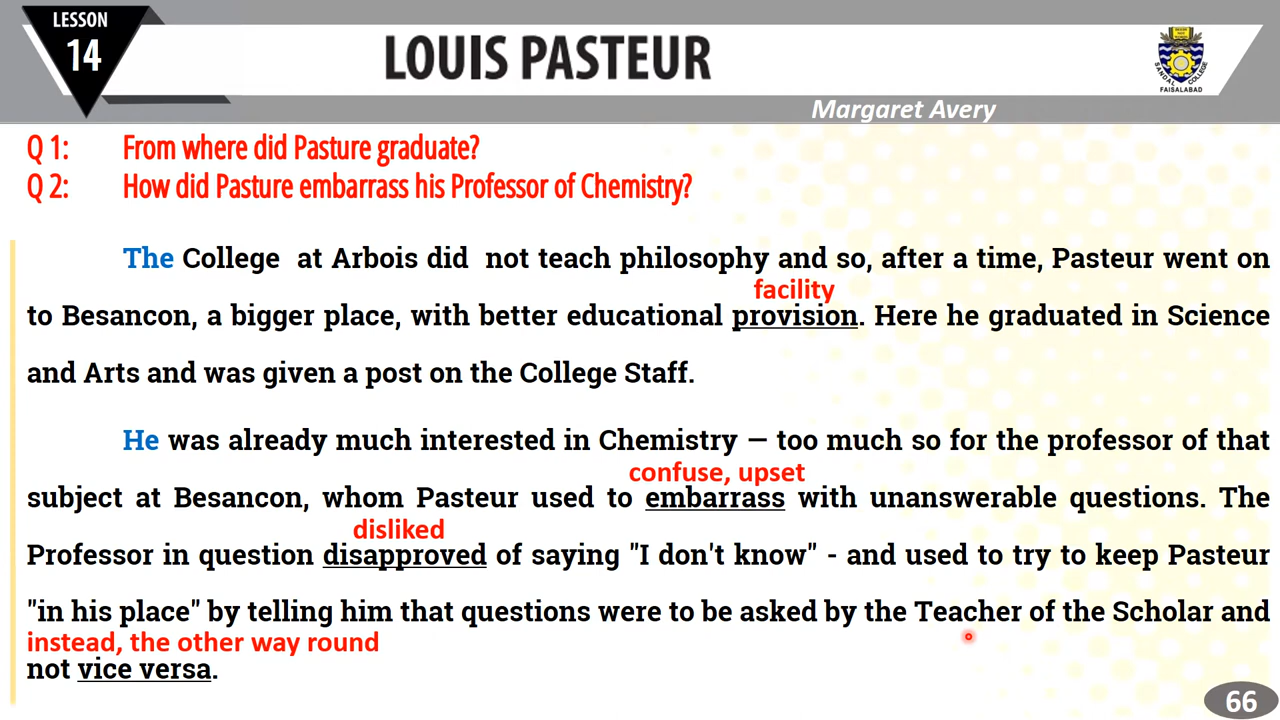 LESSON
14
LOUIS PASTEUR
SANDAL COLLEGE
FAISALABAD
Margaret Avery
Q 1: From where did Pasture graduate?
Q 2: How did Pasture embarrass his Professor of Chemistry?
The College at Arbois did not teach philosophy and so, after a time, Pasteur went on
facility
to Besancon, a bigger place, with better educational provision. Here he graduated in Science
and Arts and was given a post on the College Staff.
He was already much interested in Chemistry — too much so for the professor of that
confuse, upset
subject at Besancon, whom Pasteur used to embarrass with unanswerable questions. The
disliked
Professor in question disapproved of saying "I don't know" - and used to try to keep Pasteur
"in his place" by telling him that questions were to be asked by the Teacher of the Scholar and
instead, the other way round
not vice versa.
66